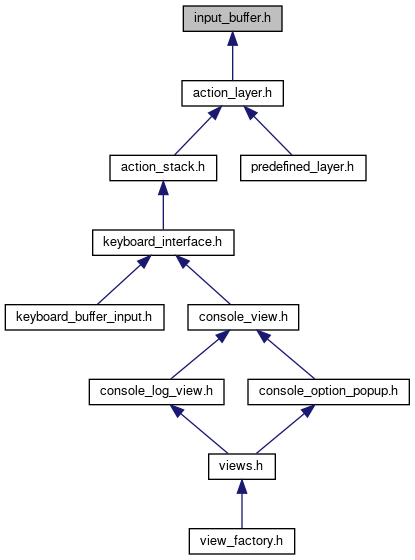 input_buffer.h
action_layer.h
action_stack.h
predefined_layer.h
keyboard_interface.h
keyboard_buffer_input.h
console_view.h
console_log_view.h
console_option_popup.h
views.h
view_factory.h